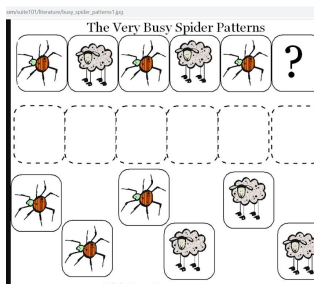 om/suite101/literature/busy_spider_patterns1.jpg
The Very Busy Spider Patterns
?